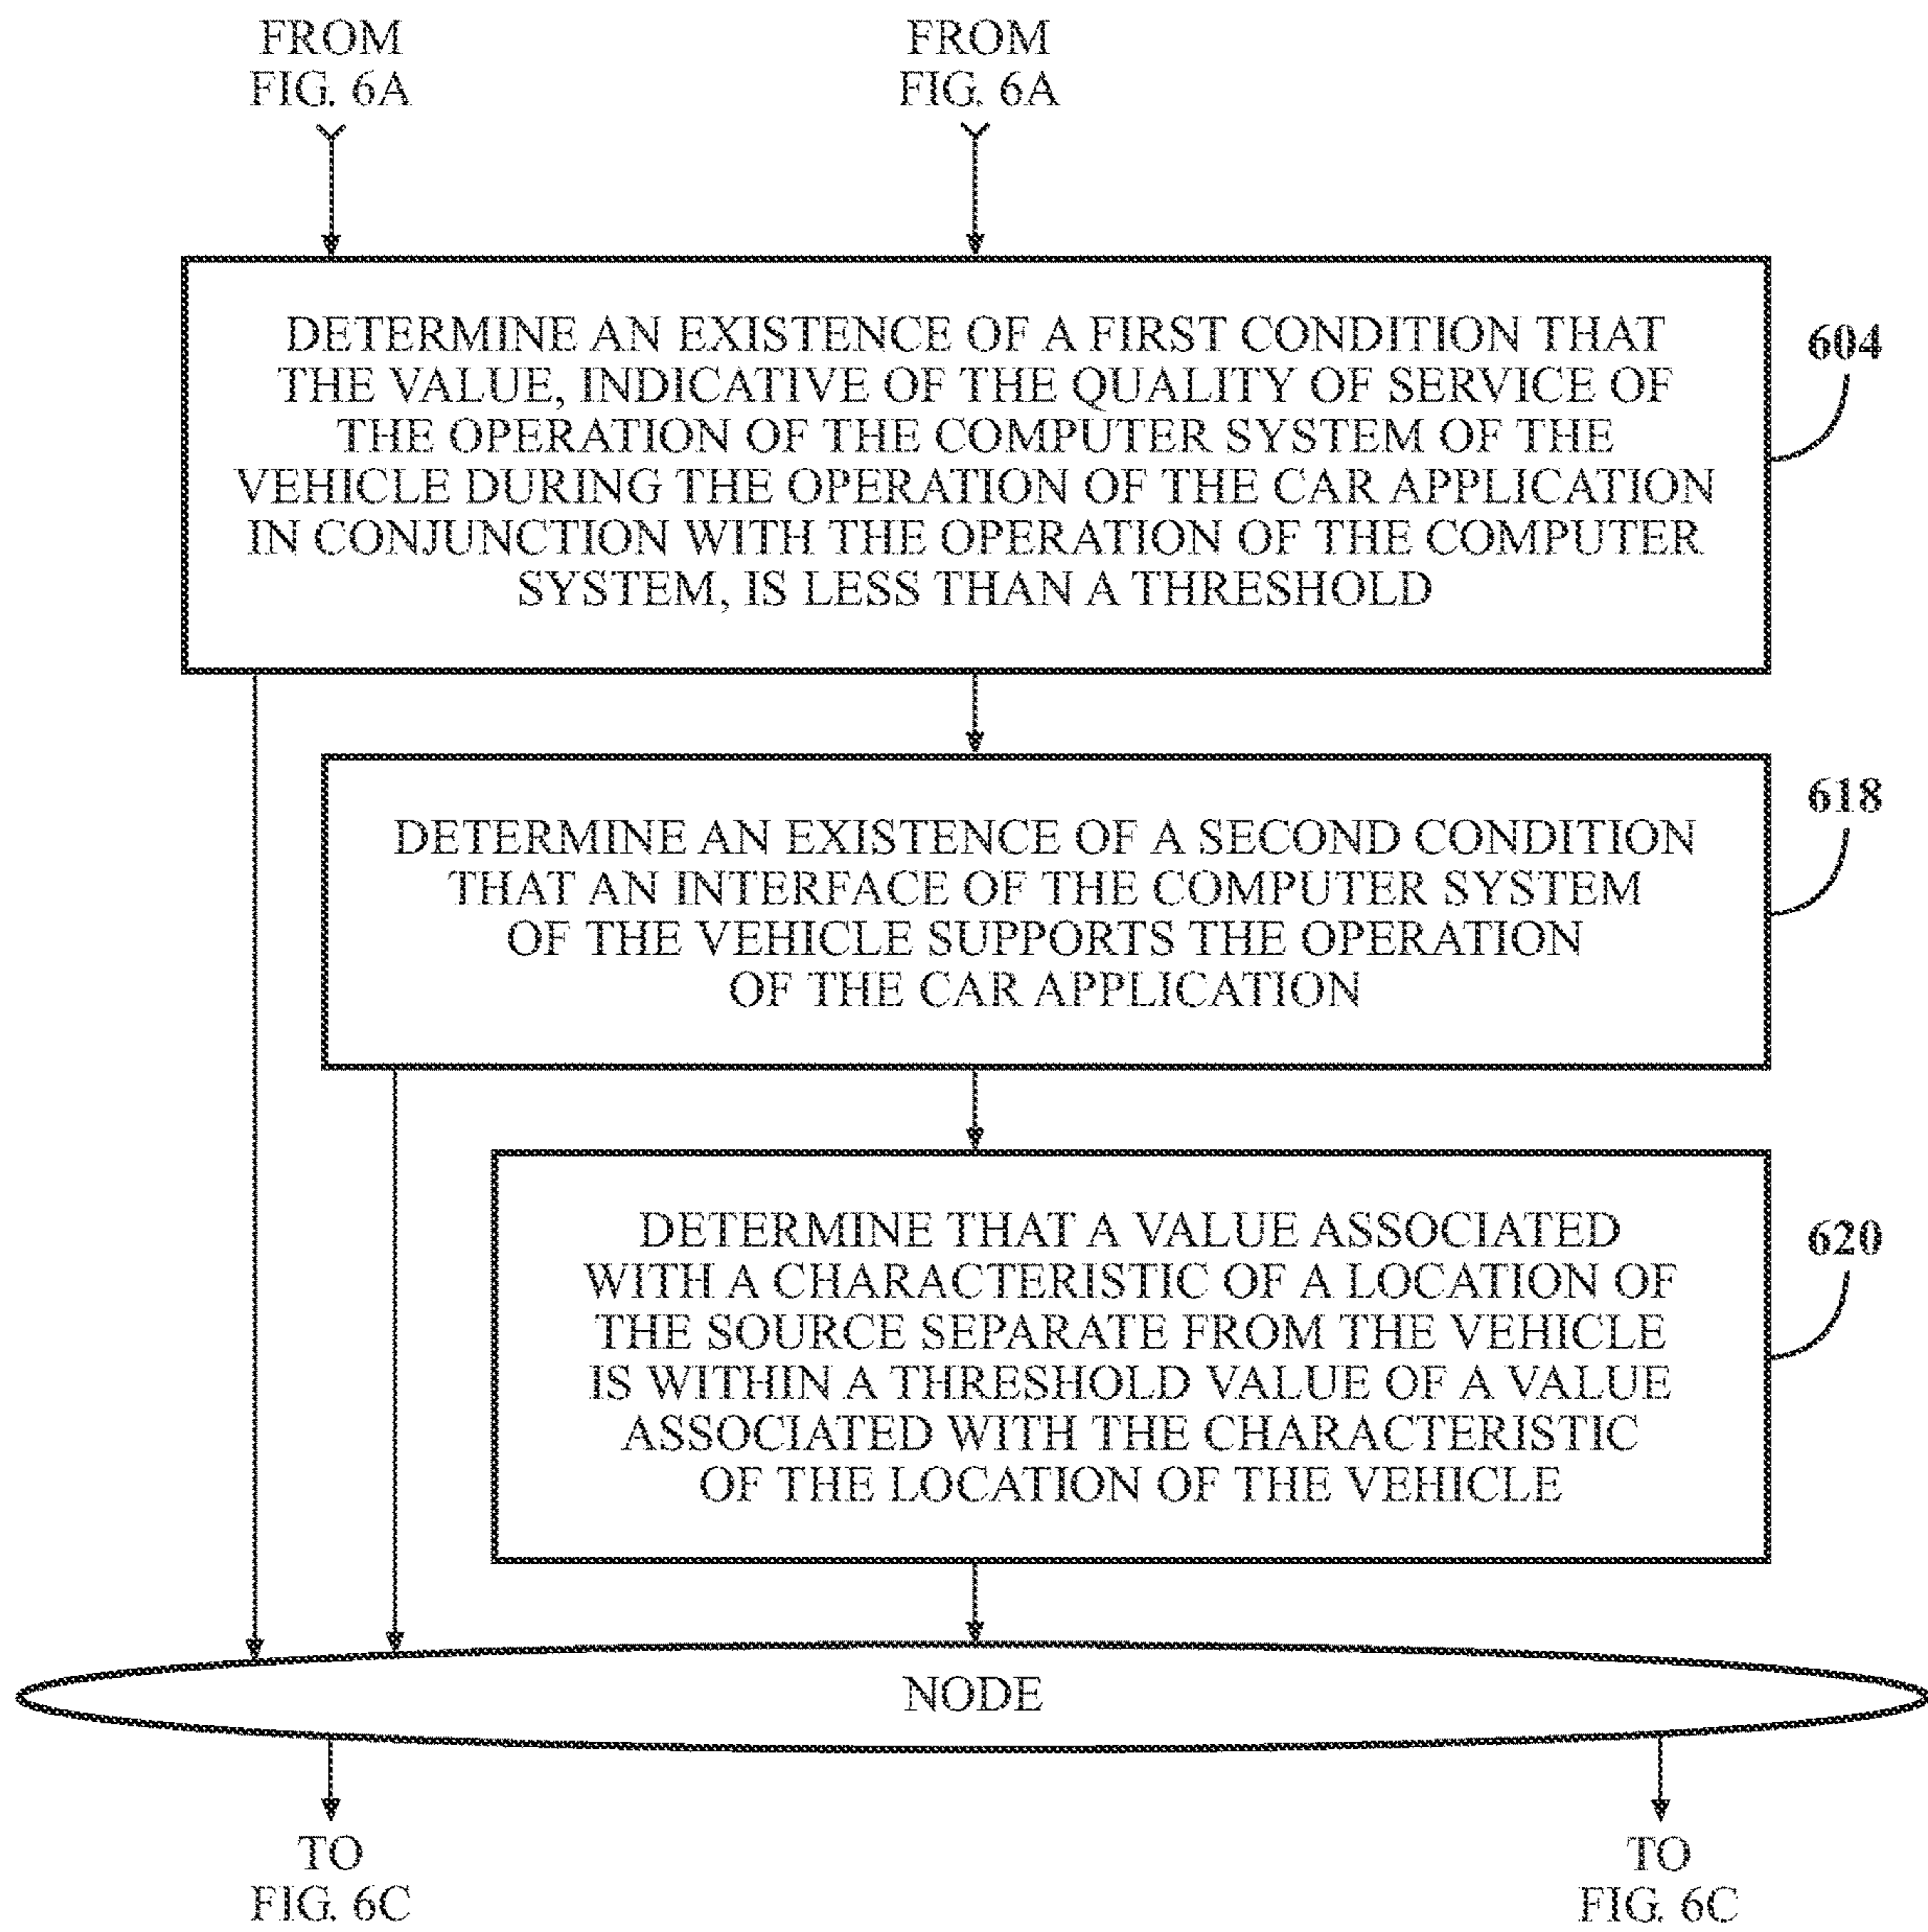 FROM
FIG. 6A
FROM
FIG. 6A
DETERMINE AN EXISTENCE OF A FIRST CONDITION THAT
THE VALUE, INDICATIVE OF THE QUALITY OF SERVICE OF
THE OPERATION OF THE COMPUTER SYSTEM OF THE
VEHICLE DURING THE OPERATION OF THE CAR APPLICATION
IN CONJUNCTION WITH THE OPERATION OF THE COMPUTER
SYSTEM, IS LESS THAN A THRESHOLD
604
DETERMINE AN EXISTENCE OF A SECOND CONDITION
THAT AN INTERFACE OF THE COMPUTER SYSTEM
OF THE VEHICLE SUPPORTS THE OPERATION
OF THE CAR APPLICATION
618
DETERMINE THAT A VALUE ASSOCIATED
WITH A CHARACTERISTIC OF A LOCATION OF
THE SOURCE SEPARATE FROM THE VEHICLE
IS WITHIN A THRESHOLD VALUE OF A VALUE
ASSOCIATED WITH THE CHARACTERISTIC
OF THE LOCATION OF THE VEHICLE
620
NODE
TO
FIG. 6C
TO
FIG. 6C